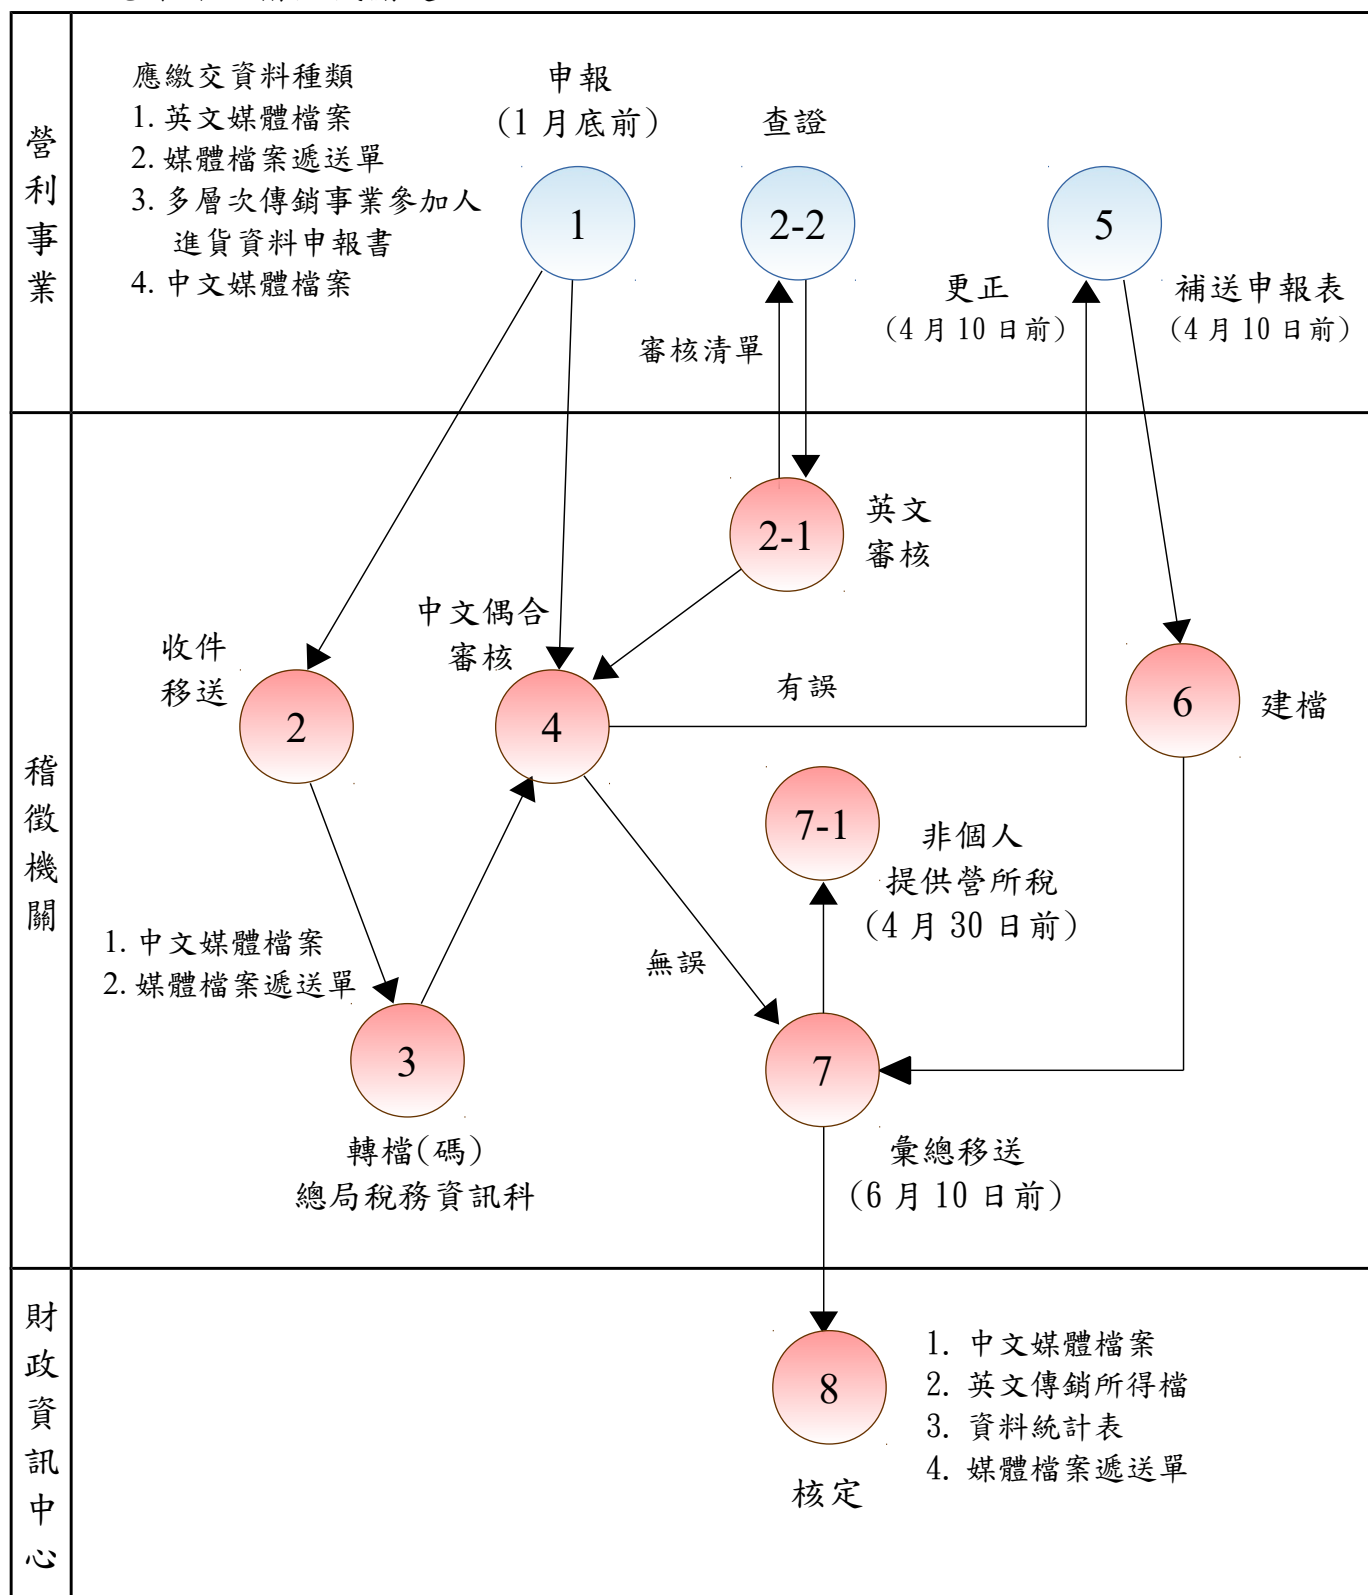 營利事業
應繳交資料種類
1. 英文媒體檔案
2. 媒體檔案遞送單
3. 多層次傳銷事業參加人
進貨資料申報書
4. 中文媒體檔案
申報
(1 月底前)
1
查證
2-2
5
審核清單
更正
(4 月 10 日前)
補送申報表
(4 月 10 日前)
稽徵機關
2-1
英文
審核
收件
移送
2
中文偶合
審核
4
有誤
6
建檔
7-1
非個人
提供營所稅
(4 月 30 日前)
1. 中文媒體檔案
2. 媒體檔案遞送單
無誤
3
轉檔(碼)
總局稅務資訊科
7
彙總移送
(6 月 10 日前)
財政資訊中心
8
核定
1. 中文媒體檔案
2. 英文傳銷所得檔
3. 資料統計表
4. 媒體檔案遞送單